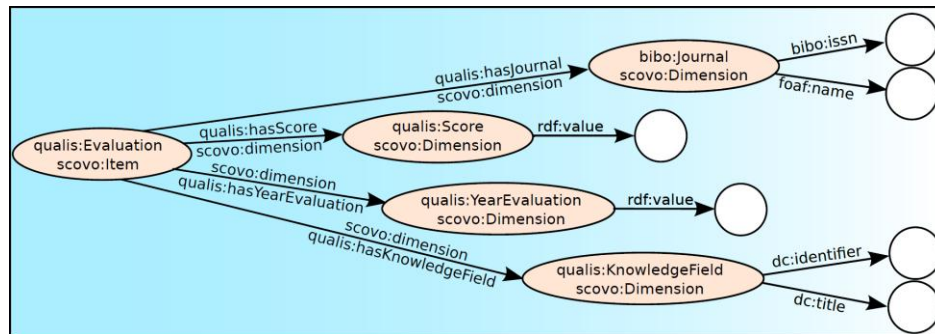 bibo:Journal
scovo:Dimension
bibo:issn
foaf:name
qualis:hasJournal
scovo:dimension
qualis:Evaluation
scovo:Item
qualis:hasScore
scovo:dimension
qualis:Score
scovo:Dimension
rdf:value
scovo:dimension
qualis:hasYearEvaluation
qualis:YearEvaluation
scovo:Dimension
rdf:value
scovo:dimension
qualis:hasKnowledgeField
qualis:KnowledgeField
scovo:Dimension
dc:identifier
dc:title